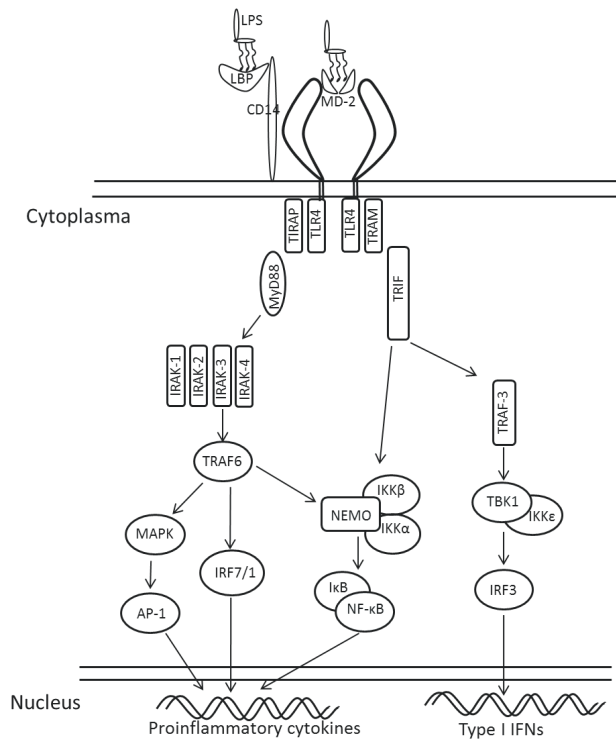 LPS
LBP
MD-2
CD14
Cytoplasma
TIRAP
TLR4
TLR4
TRAM
MyD88
TRIF
IRAK-1
IRAK-2
IRAK-3
IRAK-4
TRAF-3
TRAF6
IKKβ
NEMO
IKKα
TBK1
IKKε
MAPK
IRF7/1
IκB
NF-κB
IRF3
AP-1
Nucleus
Proinflammatory cytokines
Type I IFNs